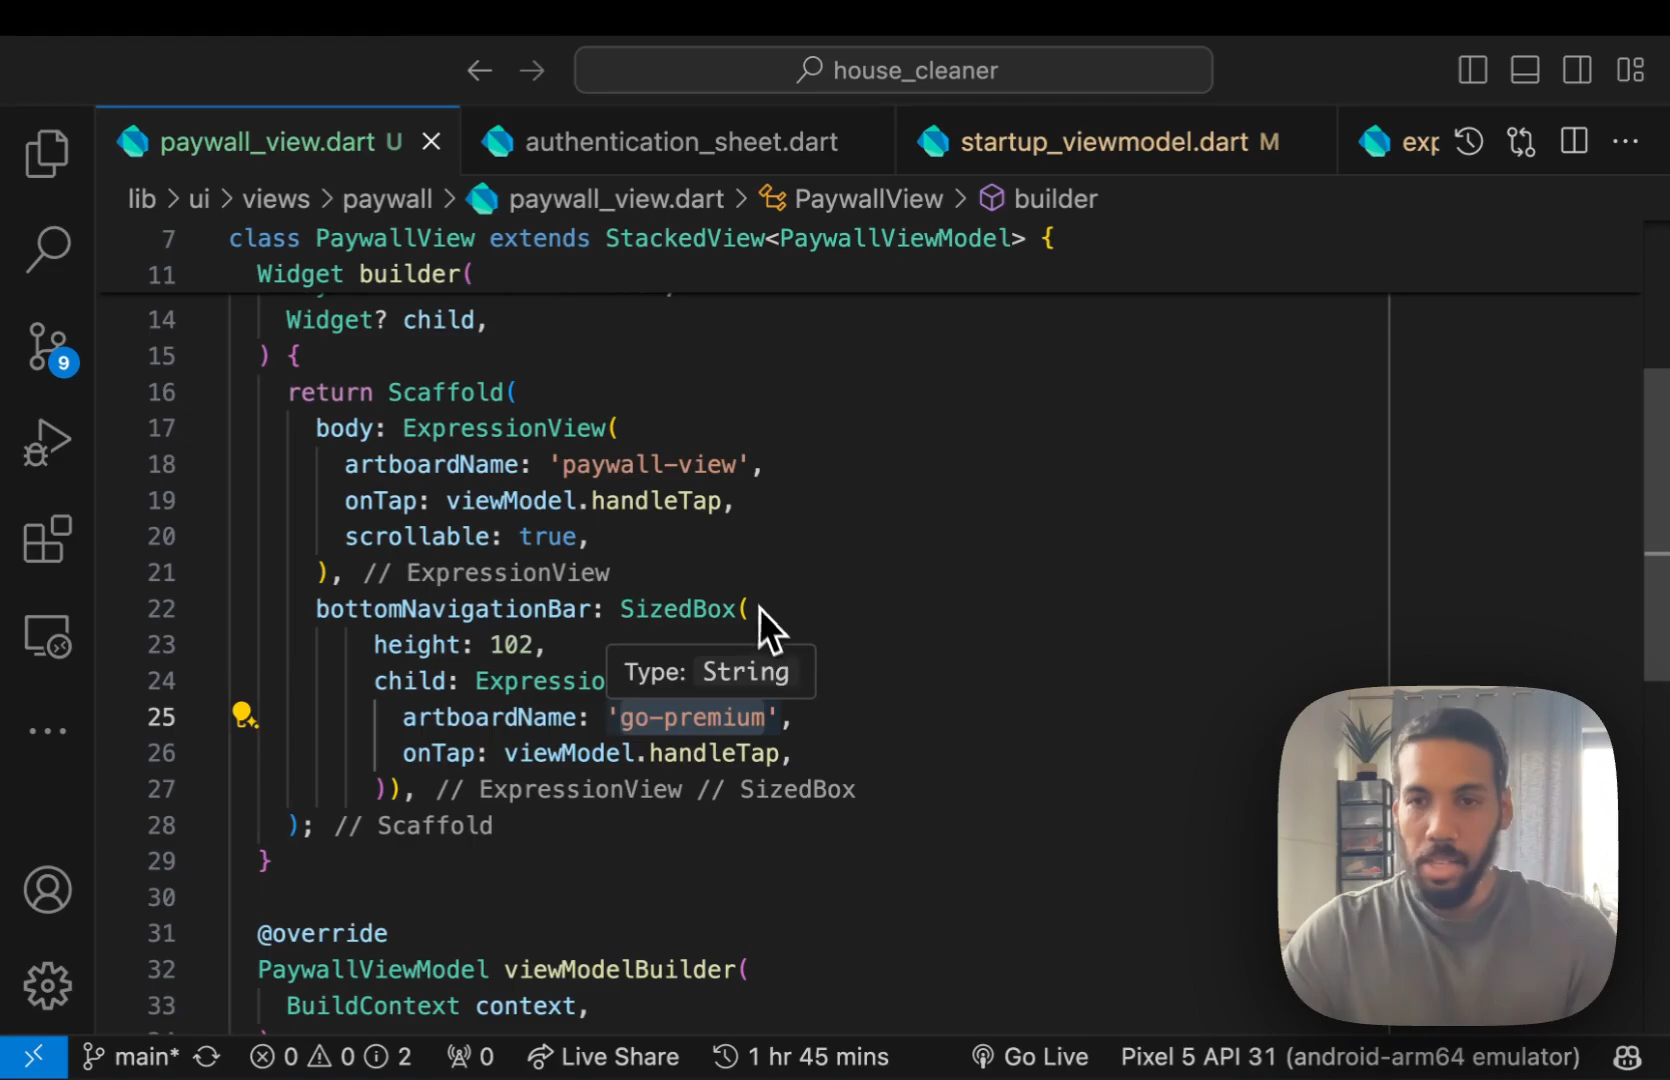 house_cleaner
paywall_view.dart U
authentication_sheet.dart
startup_viewmodel.dart M
exp
lib > ui > views > paywall > paywall_view.dart > PaywallView > builder
7 class PaywallView extends StackedView<PaywallViewModel> {
11 Widget builder(
14 Widget? child,
15 ) {
16 return Scaffold(
17 body: ExpressionView(
18 artboardName: 'paywall-view',
19 onTap: viewModel.handleTap,
20 scrollable: true,
21 ), // ExpressionView
22 bottomNavigationBar: SizedBox(
23 height: 102,
Type: String
24 child: Expressio
25 artboardName: 'go-premium',
26 onTap: viewModel.handleTap,
27 )), // ExpressionView // SizedBox
28 ); // Scaffold
29 }
30
31 @override
32 PaywallViewModel viewModelBuilder(
33 BuildContext context,
9
main* 0 0 2 0 Live Share 1 hr 45 mins Go Live Pixel 5 API 31 (android-arm64 emulator)